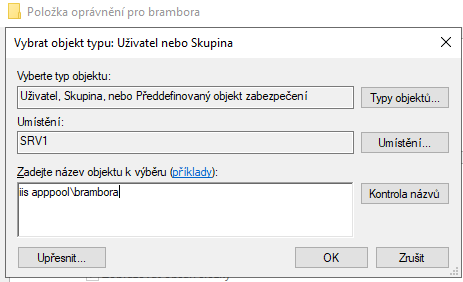 Položka oprávnění pro brambora
Vybrat objekt typu: Uživatel nebo Skupina
Vyberte typ objektu:
Uživatel, Skupina, nebo Předdefinovaný objekt zabezpečení
Typy objektů...
Umístění:
SRV1
Umístění...
Zadejte název objektu k výběru (příklady):
iis apppool\brambora
Kontrola názvů
Upřesnit...
OK
Zrušit